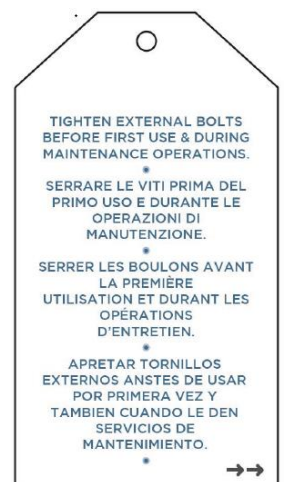 TIGHTEN EXTERNAL BOLTS
BEFORE FIRST USE & DURING
MAINTENANCE OPERATIONS.
SERRARE LE VITI PRIMA DEL
PRIMO USO E DURANTE LE
OPERAZIONI DI
MANUTENZIONE.
SERRER LES BOULONS AVANT
LA PREMIÈRE
UTILISATION ET DURANT LES
OPÉRATIONS
D'ENTRETIEN.
APRETAR TORNILLOS
EXTERNOS ANSTES DE USAR
POR PRIMERA VEZ Y
TAMBIEN CUANDO LE DEN
SERVICIOS DE
MANTENIMIENTO.